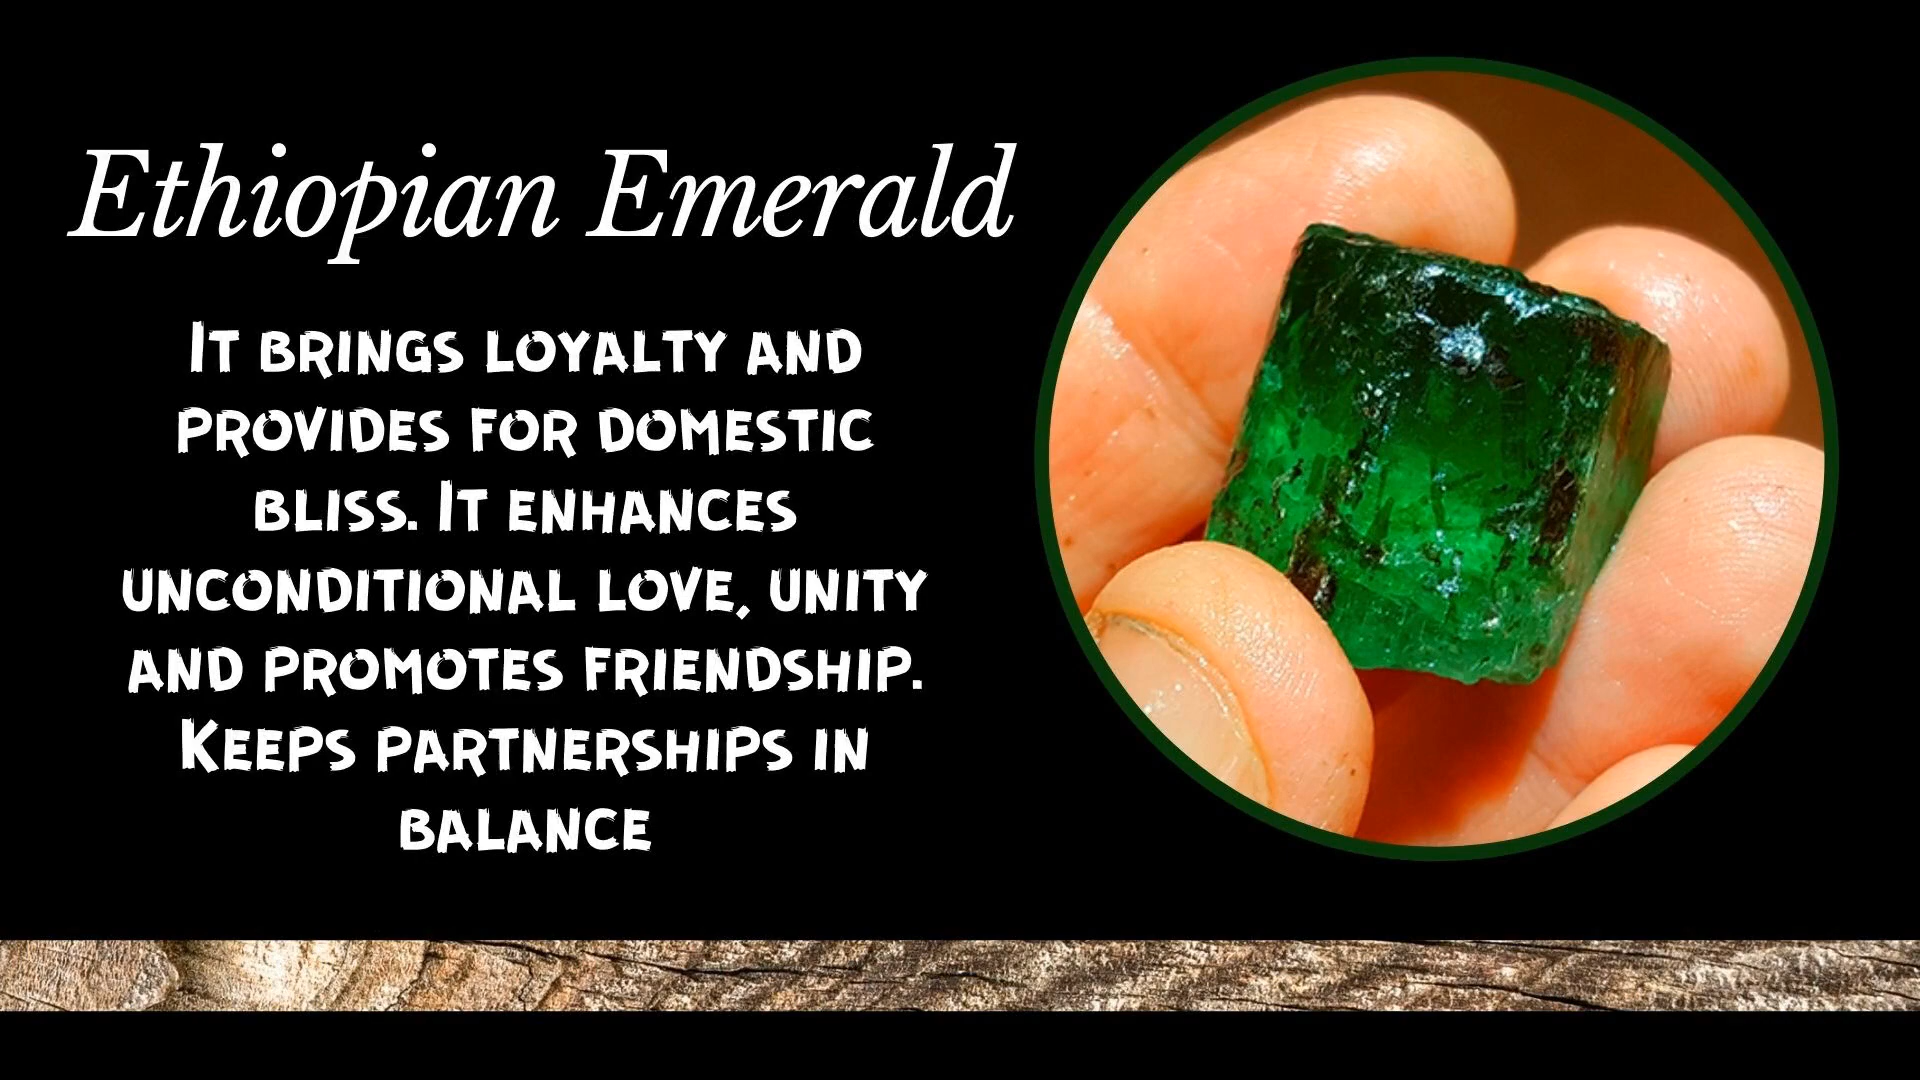 Ethiopian Emerald
It brings loyalty and
provides for domestic
bliss. It enhances
unconditional love, unity
and promotes friendship.
Keeps partnerships in
balance